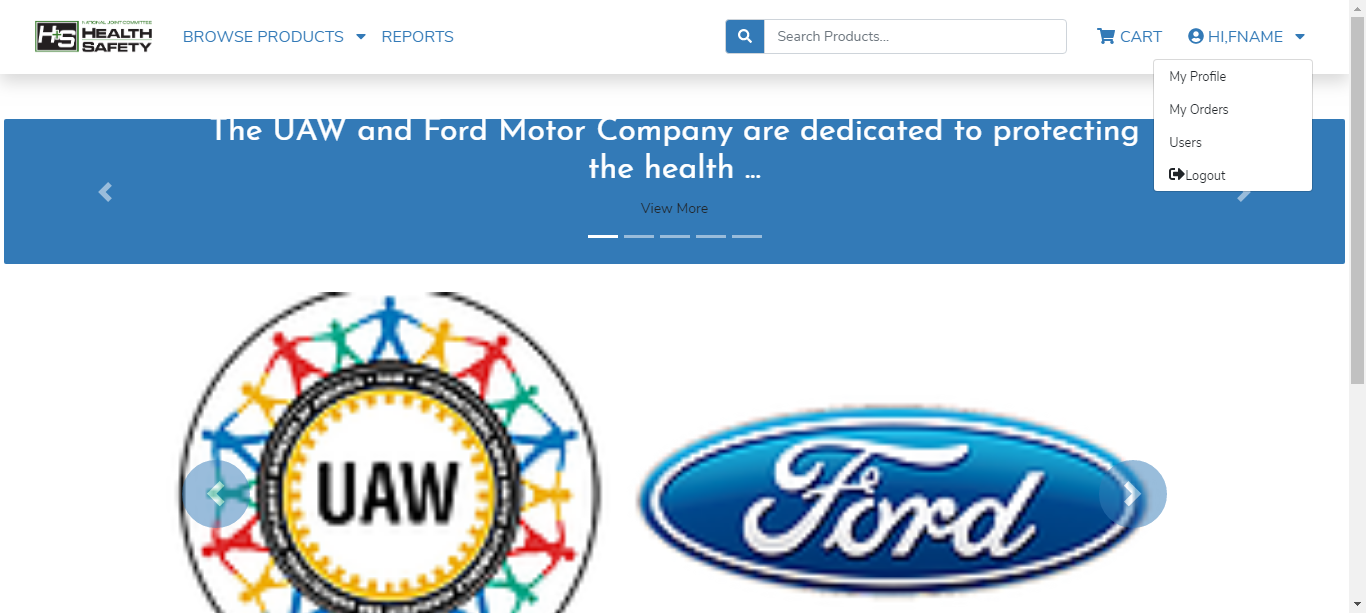 NATIONAL JOINT COMMITTEE
H+S HEALTH
SAFETY
BROWSE PRODUCTS
REPORTS
Search Products...
CART
HI,FNAME
My Profile
My Orders
Users
Logout
The UAW and Ford Motor Company are dedicated to protecting
the health ...
View More
UAW
Ford